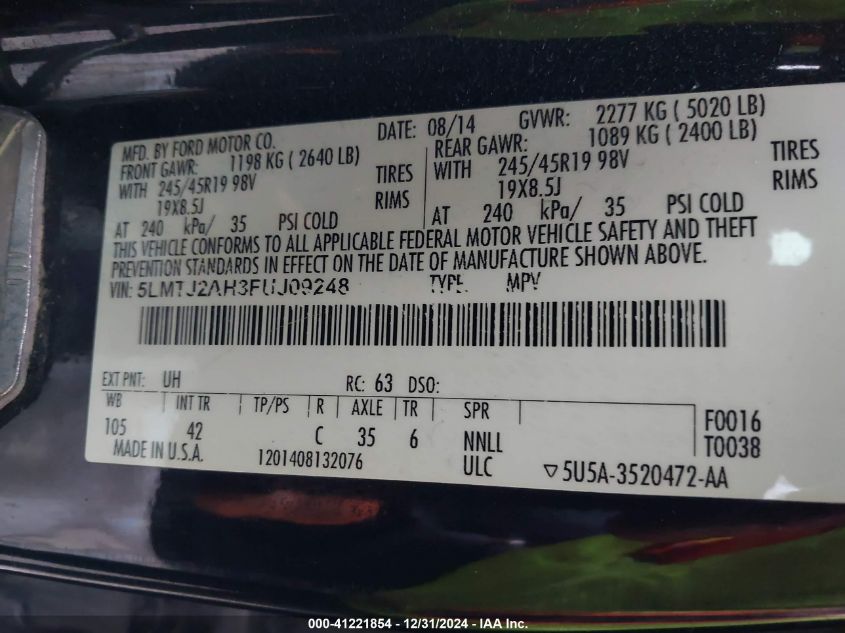 MFD. BY FORD MOTOR CO.
DATE: 08/14 GVWR: 2277 KG ( 5020 LB)
FRONT GAWR: 1198 KG ( 2640 LB)
REAR GAWR: 1089 KG ( 2400 LB)
WITH 245/45R19 98V TIRES
WITH 245/45R19 98V TIRES
19X8.5J RIMS
19X8.5J RIMS
AT 240 kPa/ 35 PSI COLD
AT 240 kPa/ 35 PSI COLD
THIS VEHICLE CONFORMS TO ALL APPLICABLE FEDERAL MOTOR VEHICLE SAFETY AND THEFT
PREVENTION STANDARDS IN EFFECT ON THE DATE OF MANUFACTURE SHOWN ABOVE.
VIN: 5LMTJ2AH3FUJ09248 TYPE: MPV
EXT PNT: UH RC: 63 DSO:
WB INT TR TP/PS R AXLE TR SPR
105 42 C 35 6 NNLL F0016
MADE IN U.S.A. 1201408132076 ULC T0038
▽5U5A-3520472-AA
000-41221854 - 12/31/2024 - IAA Inc.